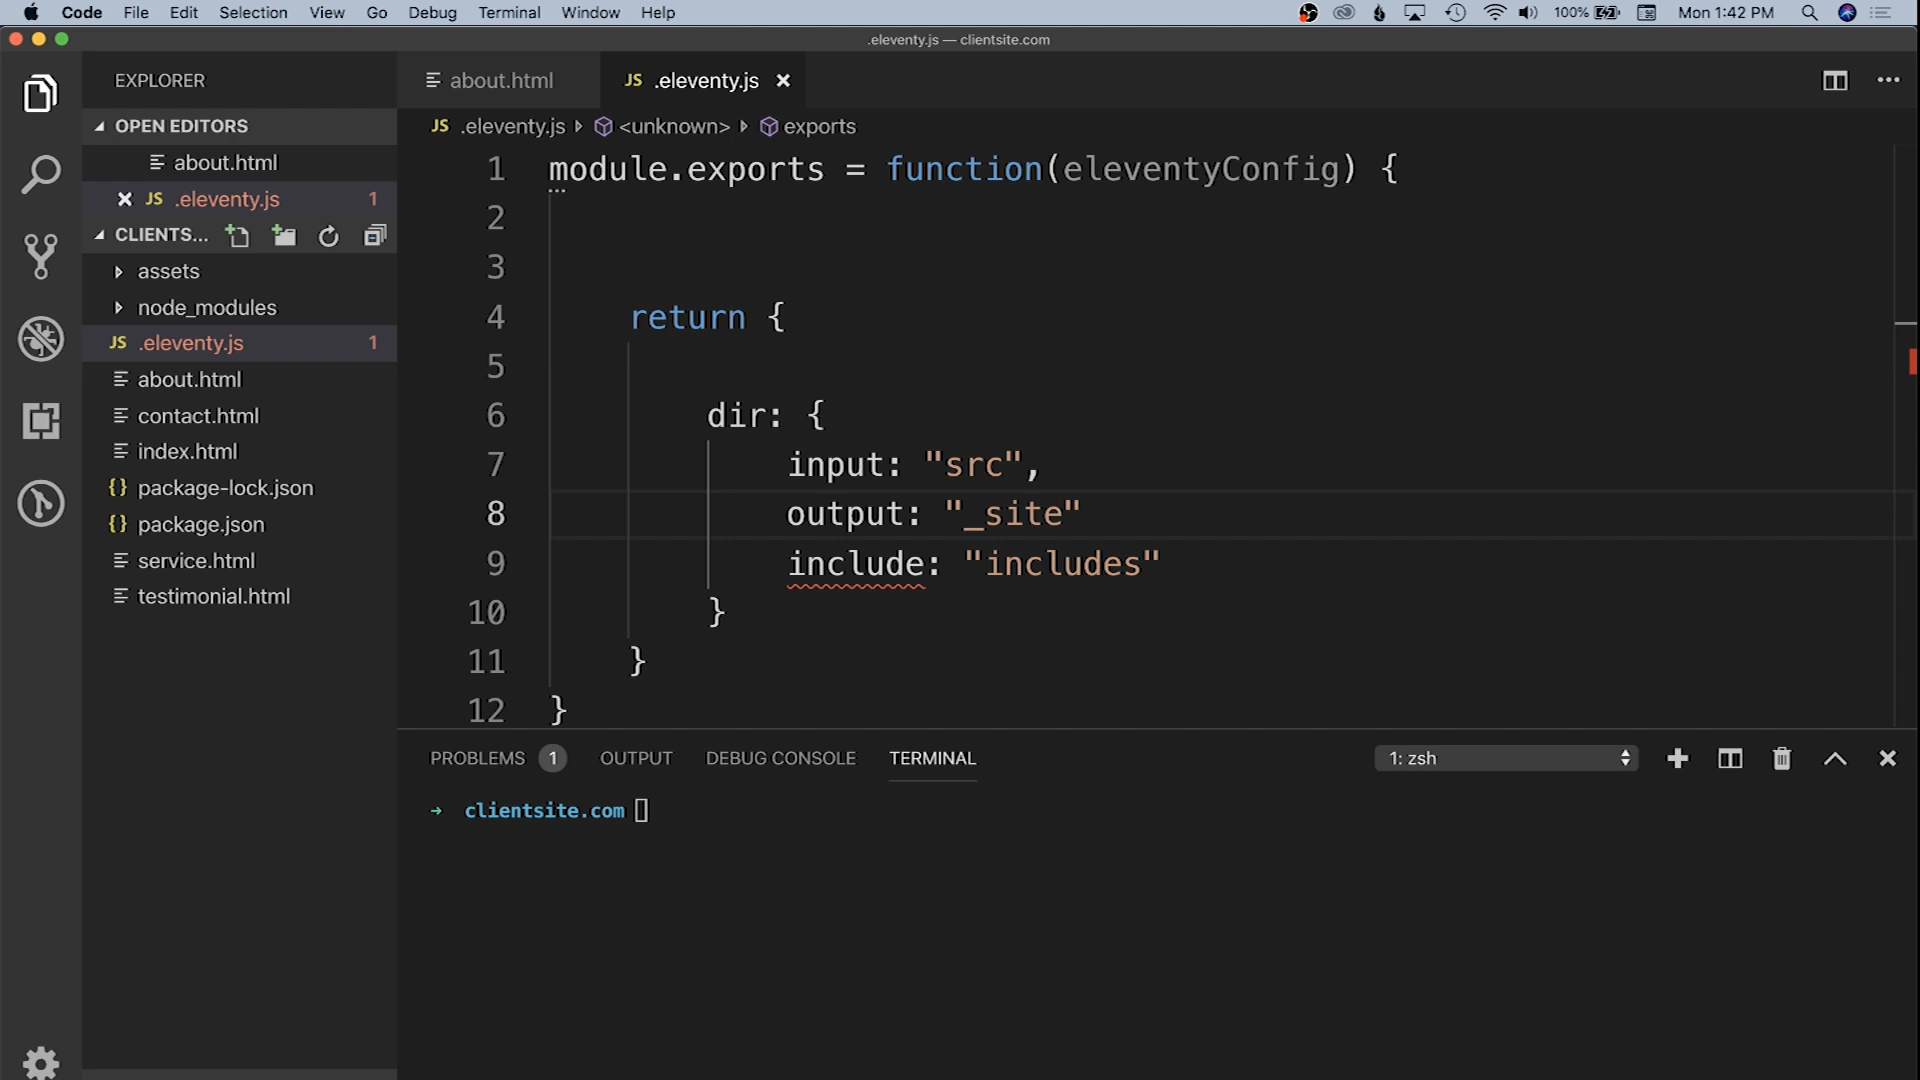 Code File Edit Selection View Go Debug Terminal Window Help 100% Mon 1:42 PM
.eleventy.js — clientsite.com
EXPLORER
OPEN EDITORS
about.html
JS .eleventy.js 1
CLIENTS...
assets
node_modules
JS .eleventy.js 1
about.html
contact.html
index.html
{} package-lock.json
{} package.json
service.html
testimonial.html
about.html JS .eleventy.js
JS .eleventy.js <unknown> exports
1 module.exports = function(eleventyConfig) {
2
3
4 return {
5
6 dir: {
7 input: "src",
8 output: "_site"
9 include: "includes"
10 }
11 }
12 }
PROBLEMS 1 OUTPUT DEBUG CONSOLE TERMINAL 1: zsh
→ clientsite.com